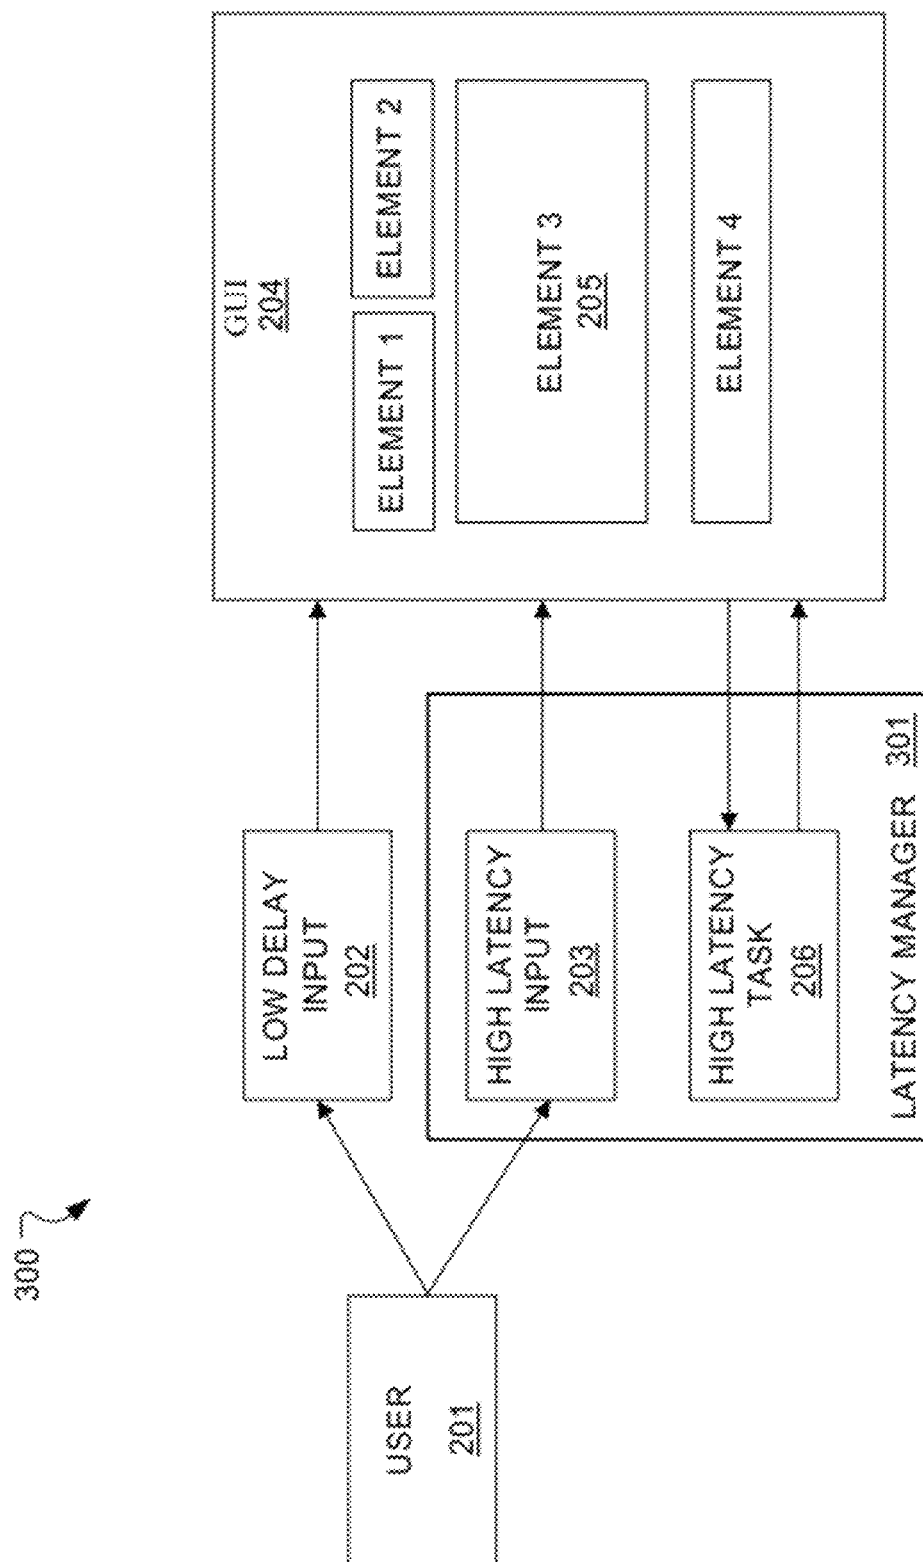 300
USER
201
LOW DELAY
INPUT
202
HIGH LATENCY
INPUT
203
HIGH LATENCY
TASK
206
LATENCY MANAGER 301
GUI
204
ELEMENT 1
ELEMENT 2
ELEMENT 3
205
ELEMENT 4